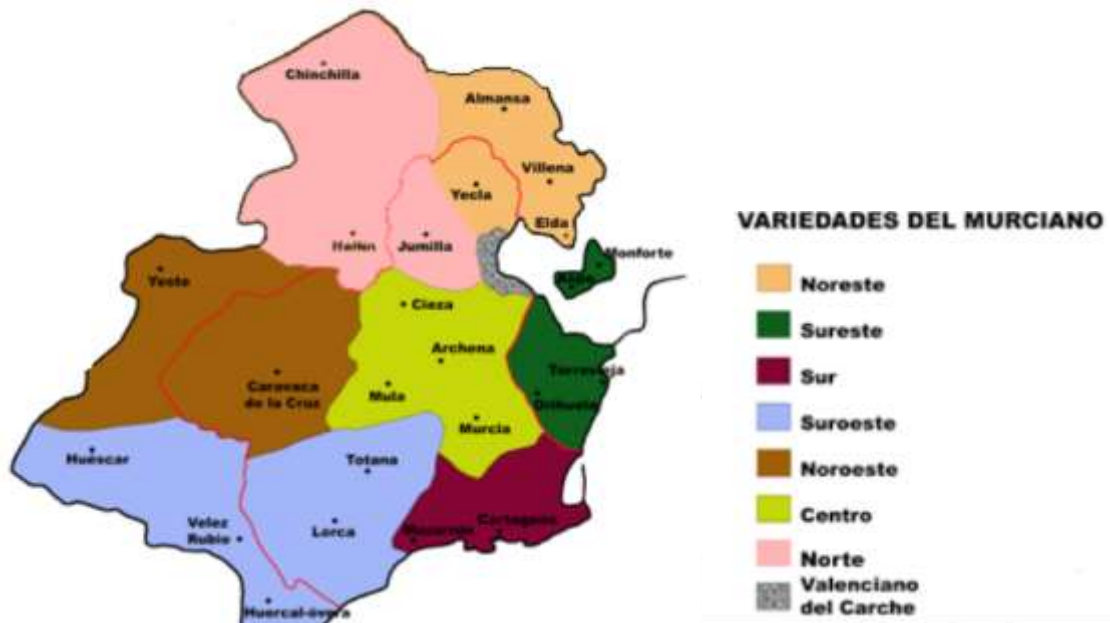 Chinchilla
Almansa
Villena
Yecla
Elda
Hellín
Jumilla
Monforte
Yeste
Cieza
Archena
Caravaca
de la Cruz
Mula
Torrevieja
Orihuela
Murcia
Huéscar
Totana
Velez
Rubio
Lorca
Mazarrón
Cartagena
Huercal-overa
VARIEDADES DEL MURCIANO
Noreste
Sureste
Sur
Suroeste
Noroeste
Centro
Norte
Valenciano
del Carche